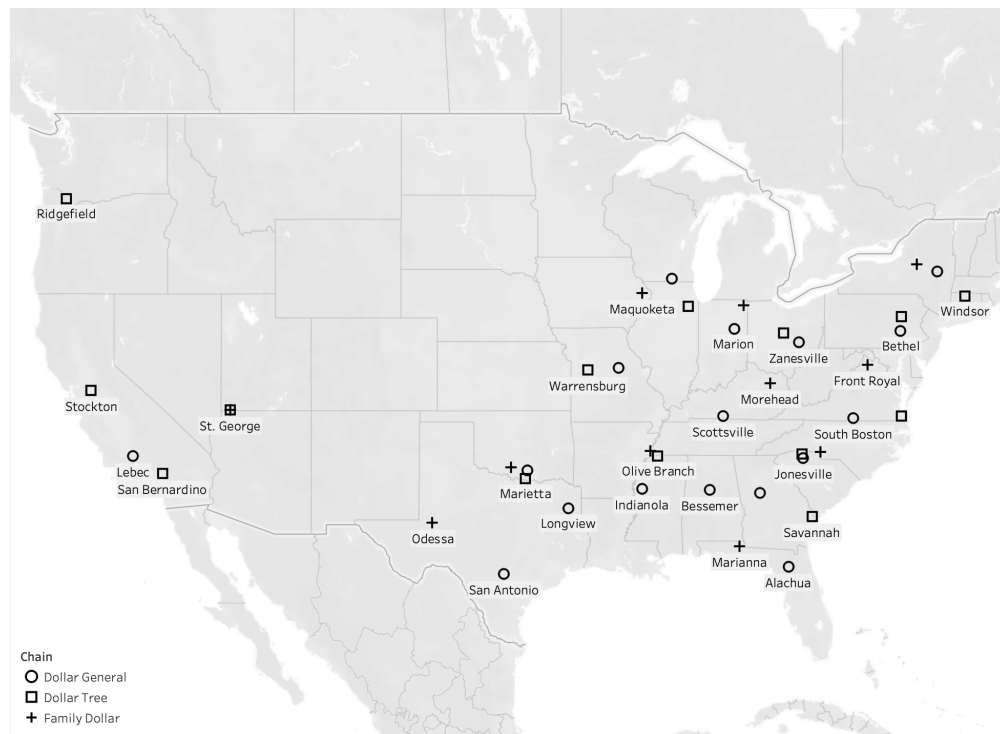 Ridgefield
Maquoketa
Windsor
Marion
Bethel
Zanesville
Front Royal
Warrensburg
Morehead
Stockton
St. George
Scottsville
South Boston
Lebec
Olive Branch
Jonesville
San Bernardino
Marietta
Indianola
Bessemer
Longview
Savannah
Odessa
Marianna
Alachua
San Antonio
Chain
Dollar General
Dollar Tree
Family Dollar